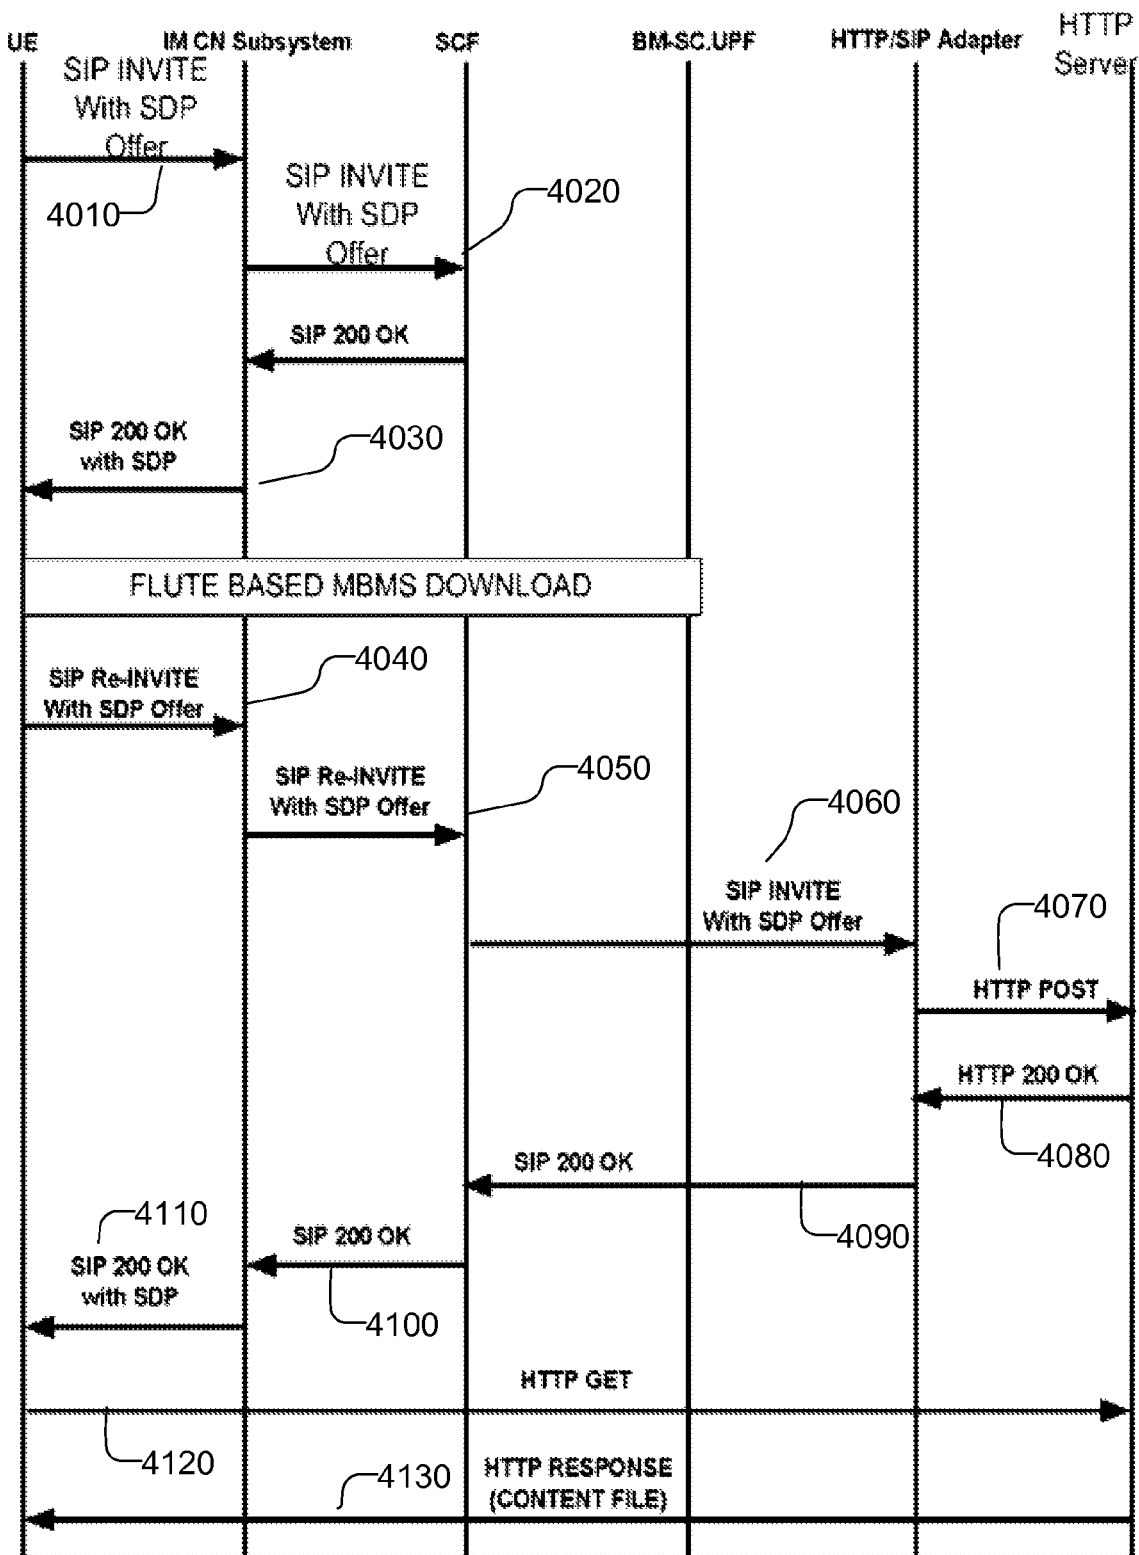 HTTP
Server
UE
IM CN Subsystem
SCF
BM-SC.UPF
HTTP/SIP Adapter
SIP INVITE
With SDP
Offer
4010
SIP INVITE
With SDP
Offer
4020
SIP 200 OK
SIP 200 OK
with SDP
4030
FLUTE BASED MBMS DOWNLOAD
SIP Re-INVITE
With SDP Offer
4040
SIP Re-INVITE
With SDP Offer
4050
4060
SIP INVITE
With SDP Offer
4070
HTTP POST
HTTP 200 OK
4080
SIP 200 OK
4090
4110
SIP 200 OK
with SDP
SIP 200 OK
4100
HTTP GET
4120
4130
HTTP RESPONSE
(CONTENT FILE)